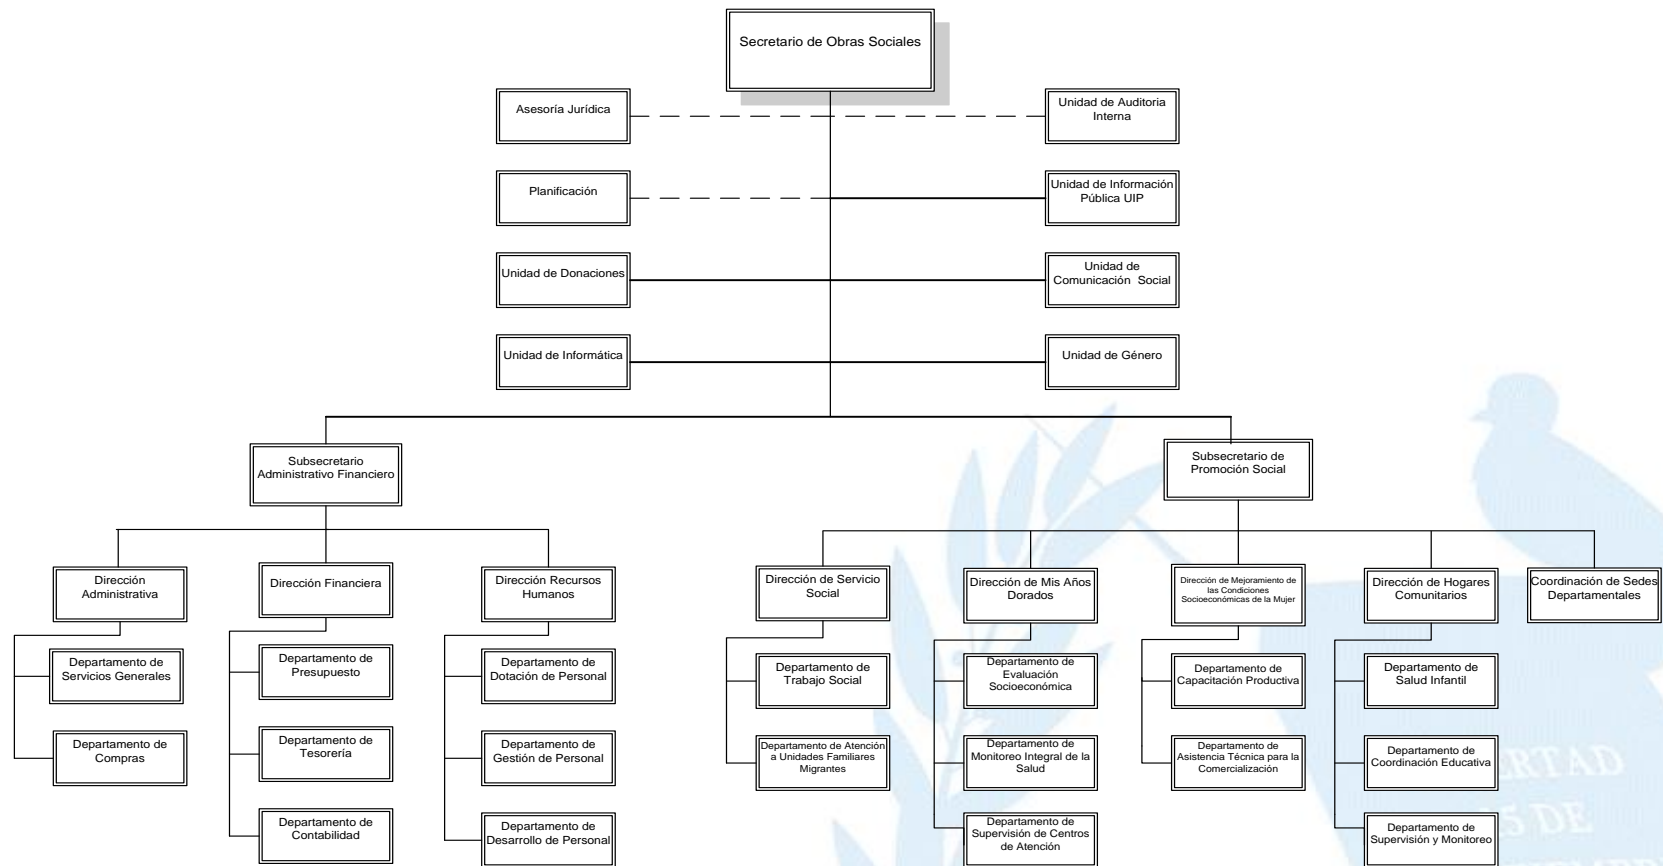 Secretario de Obras Sociales
Asesoría Jurídica
Unidad de Auditoria
Interna
Planificación
Unidad de Información
Pública UIP
Unidad de Donaciones
Unidad de
Comunicación Social
Unidad de Informática
Unidad de Género
Subsecretario
Administrativo Financiero
Subsecretario de
Promoción Social
Dirección
Administrativa
Dirección Financiera
Dirección Recursos
Humanos
Dirección de Servicio
Social
Dirección de Mis Años
Dorados
Dirección de Mejoramiento de
las Condiciones
Socioeconómicas de la Mujer
Dirección de Hogares
Comunitarios
Coordinación de Sedes
Departamentales
Departamento de
Servicios Generales
Departamento de
Presupuesto
Departamento de
Dotación de Personal
Departamento de
Trabajo Social
Departamento de
Evaluación
Socioeconómica
Departamento de
Capacitación Productiva
Departamento de
Salud Infantil
Departamento de
Compras
Departamento de
Tesorería
Departamento de
Gestión de Personal
Departamento de Atención
a Unidades Familiares
Migrantes
Departamento de
Monitoreo Integral de la
Salud
Departamento de
Asistencia Técnica para la
Comercialización
Departamento de
Coordinación Educativa
Departamento de
Contabilidad
Departamento de
Desarrollo de Personal
Departamento de
Supervisión de Centros
de Atención
Departamento de
Supervisión y Monitoreo
ERTAD
15 DE